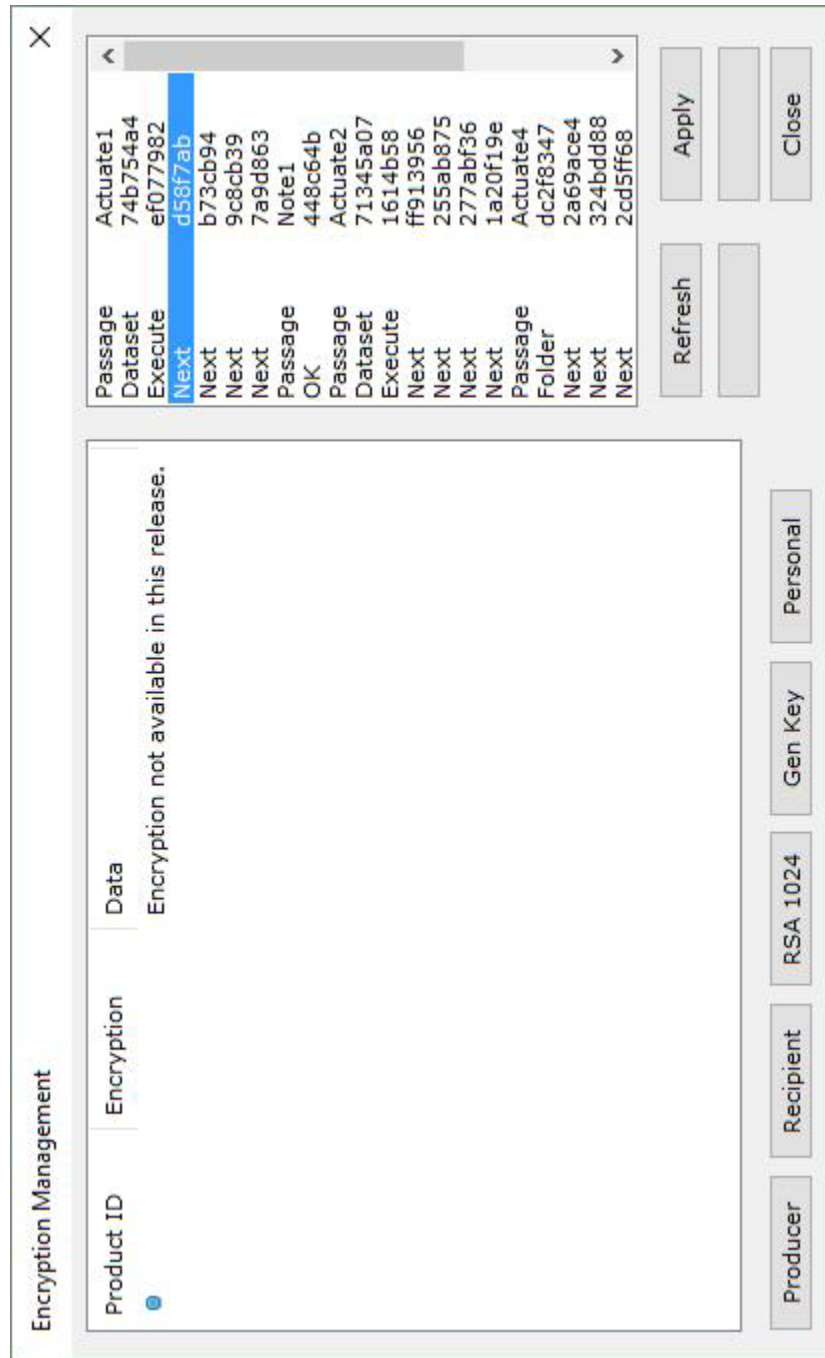 Encryption Management
Product ID Encryption Data
Encryption not available in this release.
Passage Actuate1
Dataset 74b754a4
Execute ef077982
Next d58f7ab
Next b73cb94
Next 9c8cb39
Next 7a9d863
Passage Note1
OK 448c64b
Passage Actuate2
Dataset 71345a07
Execute 1614b58
Next ff913956
Next 255ab875
Next 277abf36
Next 1a20f19e
Passage Actuate4
Folder dc2f8347
Next 2a69ace4
Next 324bdd88
Next 2cd5ff68
Refresh Apply
Producer Recipient RSA 1024 Gen Key Personal Close